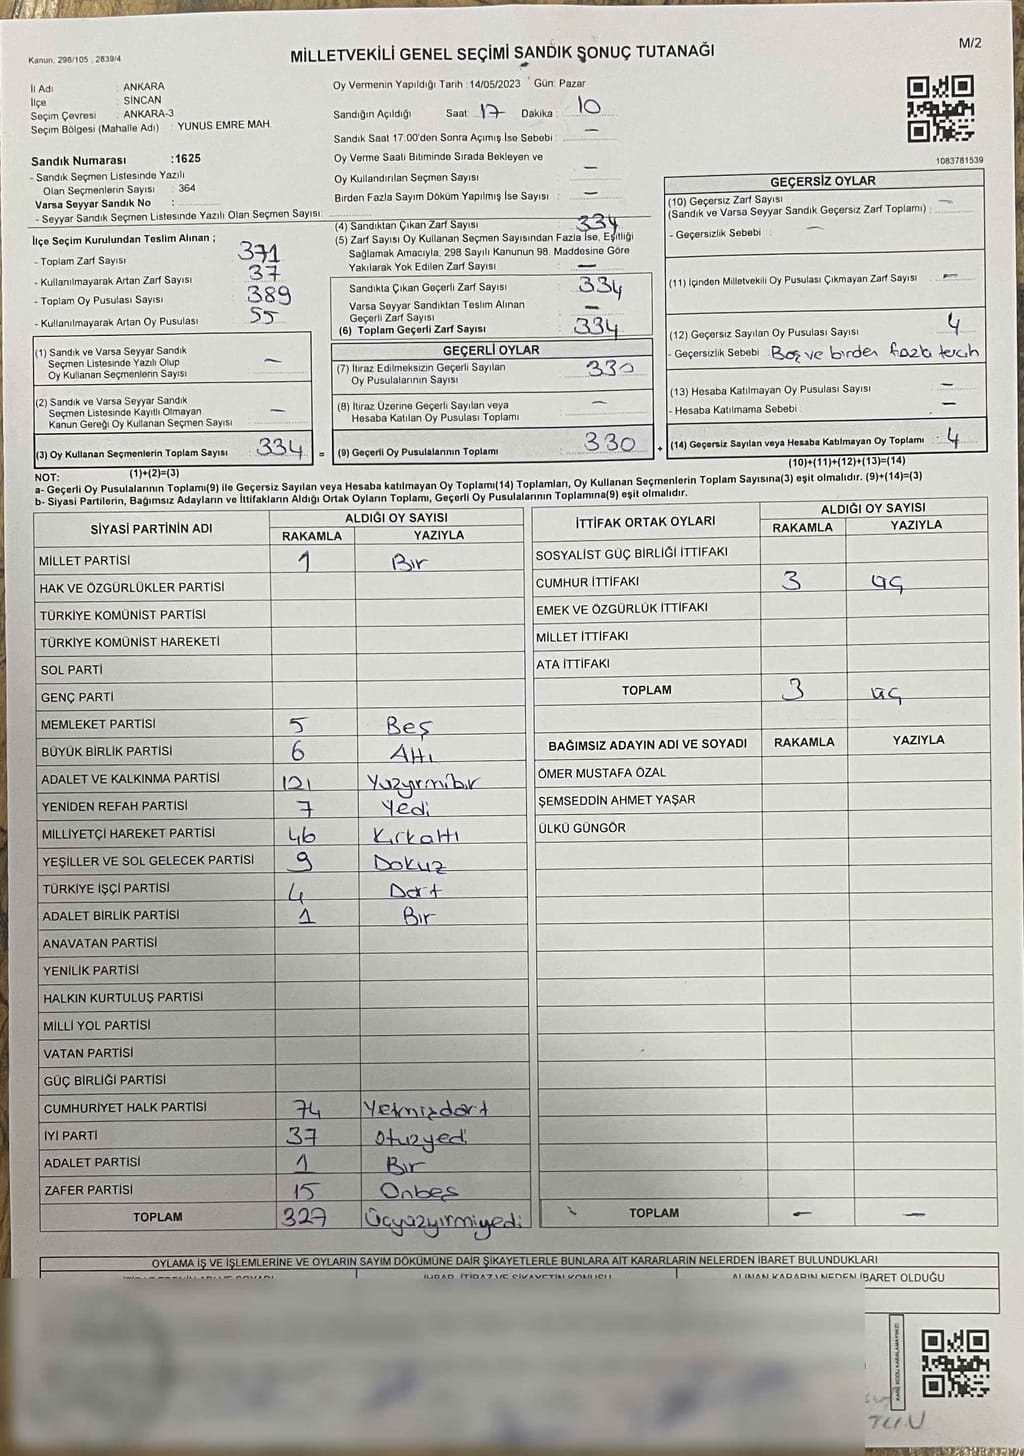 Kanun, 298/105 , 2839/4
MİLLETVEKİLİ GENEL SEÇİMİ SANDIK SONUÇ TUTANAĞI
M/2
İl Adı : ANKARA
İlçe : SİNCAN
Seçim Çevresi : ANKARA-3
Seçim Bölgesi (Mahalle Adı) : YUNUS EMRE MAH.
Sandık Numarası :1625
- Sandık Seçmen Listesinde Yazılı
Olan Seçmenlerin Sayısı : 364
Varsa Seyyar Sandık No :
- Seyyar Sandık Seçmen Listesinde Yazılı Olan Seçmen Sayısı:
Oy Vermenin Yapıldığı Tarih :14/05/2023 Gün: Pazar
Sandığın Açıldığı Saat : 17 Dakika : 10
Sandık Saat 17:00'den Sonra Açımış İse Sebebi : —
Oy Verme Saati Bitiminde Sırada Bekleyen ve
Oy Kullandırılan Seçmen Sayısı : —
Birden Fazla Sayım Döküm Yapılmış İse Sayısı : —
1083781539
İlçe Seçim Kurulundan Teslim Alınan ;
- Toplam Zarf Sayısı : 371
- Kullanılmayarak Artan Zarf Sayısı : 37
- Toplam Oy Pusulası Sayısı : 389
- Kullanılmayarak Artan Oy Pusulası : 55
(4) Sandıktan Çıkan Zarf Sayısı : 334
(5) Zarf Sayısı Oy Kullanan Seçmen Sayısından Fazla İse, Eşitliği
Sağlamak Amacıyla, 298 Sayılı Kanunun 98. Maddesine Göre
Yakılarak Yok Edilen Zarf Sayısı : —
Sandıkta Çıkan Geçerli Zarf Sayısı : 334
Varsa Seyyar Sandıktan Teslim Alınan
Geçerli Zarf Sayısı : —
(6) Toplam Geçerli Zarf Sayısı : 334
GEÇERSİZ OYLAR
(10) Geçersiz Zarf Sayısı
(Sandık ve Varsa Seyyar Sandık Geçersiz Zarf Toplamı) : —
- Geçersizlik Sebebi : —
(11) İçinden Milletvekili Oy Pusulası Çıkmayan Zarf Sayısı : —
(12) Geçersiz Sayılan Oy Pusulası Sayısı : 4
- Geçersizlik Sebebi : Boş ve birden fazla tercih
(13) Hesaba Katılmayan Oy Pusulası Sayısı : —
- Hesaba Katılmama Sebebi : —
(14) Geçersiz Sayılan veya Hesaba Katılmayan Oy Toplamı : 4
(10)+(11)+(12)+(13)=(14)
(1) Sandık ve Varsa Seyyar Sandık
Seçmen Listesinde Yazılı Olup
Oy Kullanan Seçmenlerin Sayısı : —
(2) Sandık ve Varsa Seyyar Sandık
Seçmen Listesinde Kayıtlı Olmayan
Kanun Gereği Oy Kullanan Seçmen Sayısı : —
(3) Oy Kullanan Seçmenlerin Toplam Sayısı : 334 =
(1)+(2)=(3)
GEÇERLİ OYLAR
(7) İtiraz Edilmeksizin Geçerli Sayılan
Oy Pusulalarının Sayısı : 330
(8) İtiraz Üzerine Geçerli Sayılan veya
Hesaba Katılan Oy Pusulası Toplamı : —
(9) Geçerli Oy Pusulalarının Toplamı : 330 +
NOT:
a- Geçerli Oy Pusulalarının Toplamı(9) ile Geçersiz Sayılan veya Hesaba katılmayan Oy Toplamı(14) Toplamları, Oy Kullanan Seçmenlerin Toplam Sayısına(3) eşit olmalıdır. (9)+(14)=(3)
b- Siyasi Partilerin, Bağımsız Adayların ve İttifakların Aldığı Ortak Oyların Toplamı, Geçerli Oy Pusulalarının Toplamına(9) eşit olmalıdır.
SİYASİ PARTİNİN ADI ALDIĞI OY SAYISI
RAKAMLA YAZIYLA
MİLLET PARTİSİ 1 Bir
HAK VE ÖZGÜRLÜKLER PARTİSİ
TÜRKİYE KOMÜNİST PARTİSİ
TÜRKİYE KOMÜNİST HAREKETİ
SOL PARTİ
GENÇ PARTİ
MEMLEKET PARTİSİ 5 Beş
BÜYÜK BİRLİK PARTİSİ 6 Altı
ADALET VE KALKINMA PARTİSİ 121 Yüzyirmibir
YENİDEN REFAH PARTİSİ 7 Yedi
MİLLİYETÇİ HAREKET PARTİSİ 46 Kırkaltı
YEŞİLLER VE SOL GELECEK PARTİSİ 9 Dokuz
TÜRKİYE İŞÇİ PARTİSİ 4 Dört
ADALET BİRLİK PARTİSİ 1 Bir
ANAVATAN PARTİSİ
YENİLİK PARTİSİ
HALKIN KURTULUŞ PARTİSİ
MİLLİ YOL PARTİSİ
VATAN PARTİSİ
GÜÇ BİRLİĞİ PARTİSİ
CUMHURİYET HALK PARTİSİ 74 Yetmişdört
İYİ PARTİ 37 Otuzyedi
ADALET PARTİSİ 1 Bir
ZAFER PARTİSİ 15 Onbeş
TOPLAM 327 Üçyüzyirmiyedi
İTTİFAK ORTAK OYLARI ALDIĞI OY SAYISI
RAKAMLA YAZIYLA
SOSYALİST GÜÇ BİRLİĞİ İTTİFAKI
CUMHUR İTTİFAKI 3 üç
EMEK VE ÖZGÜRLÜK İTTİFAKI
MİLLET İTTİFAKI
ATA İTTİFAKI
TOPLAM 3 üç
BAĞIMSIZ ADAYIN ADI VE SOYADI RAKAMLA YAZIYLA
ÖMER MUSTAFA ÖZAL
ŞEMSEDDİN AHMET YAŞAR
ÜLKÜ GÜNGÖR
TOPLAM — —
OYLAMA İŞ VE İŞLEMLERİNE VE OYLARIN SAYIM DÖKÜMÜNE DAİR ŞİKAYETLERLE BUNLARA AİT KARARLARIN NELERDEN İBARET BULUNDUKLARI
İHBAR, İTİRAZ VE ŞİKAYETİN KONUSU ALINAN KARARIN NEDEN İBARET OLDUĞU
KARE KODU KARALAMAYINIZ!